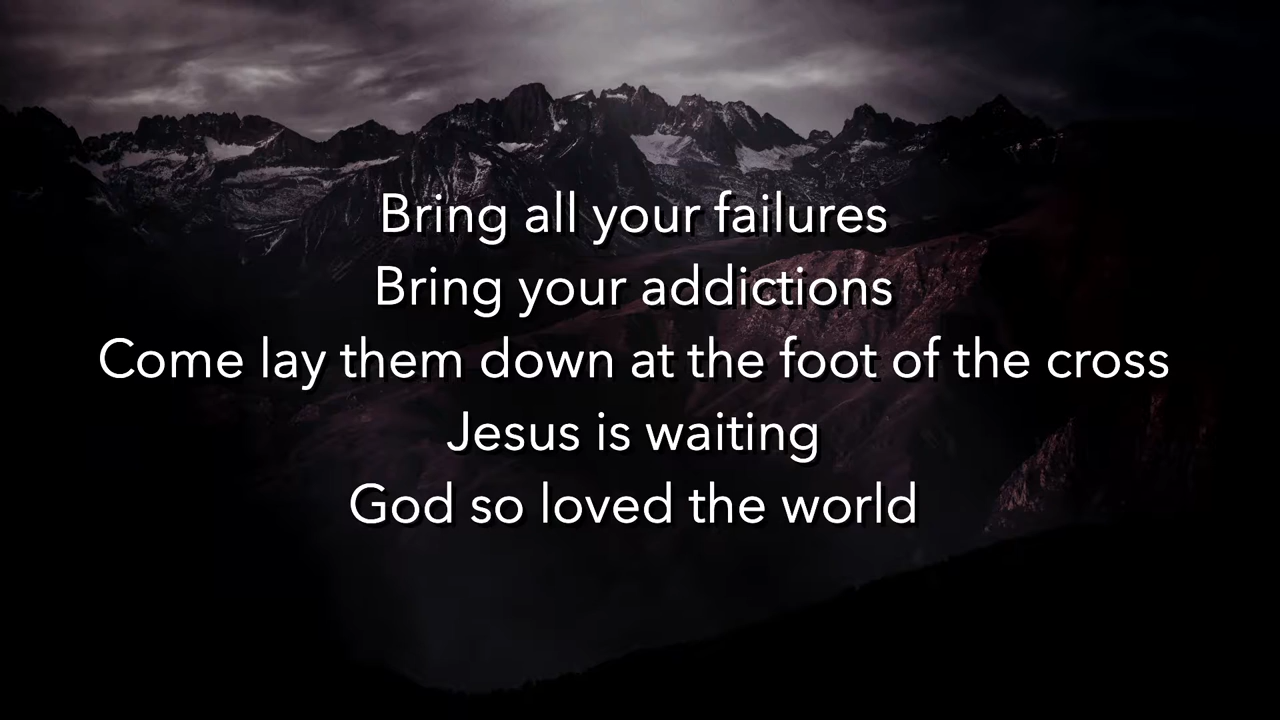 Bring all your failures
Bring your addictions
Come lay them down at the foot of the cross
Jesus is waiting
God so loved the world